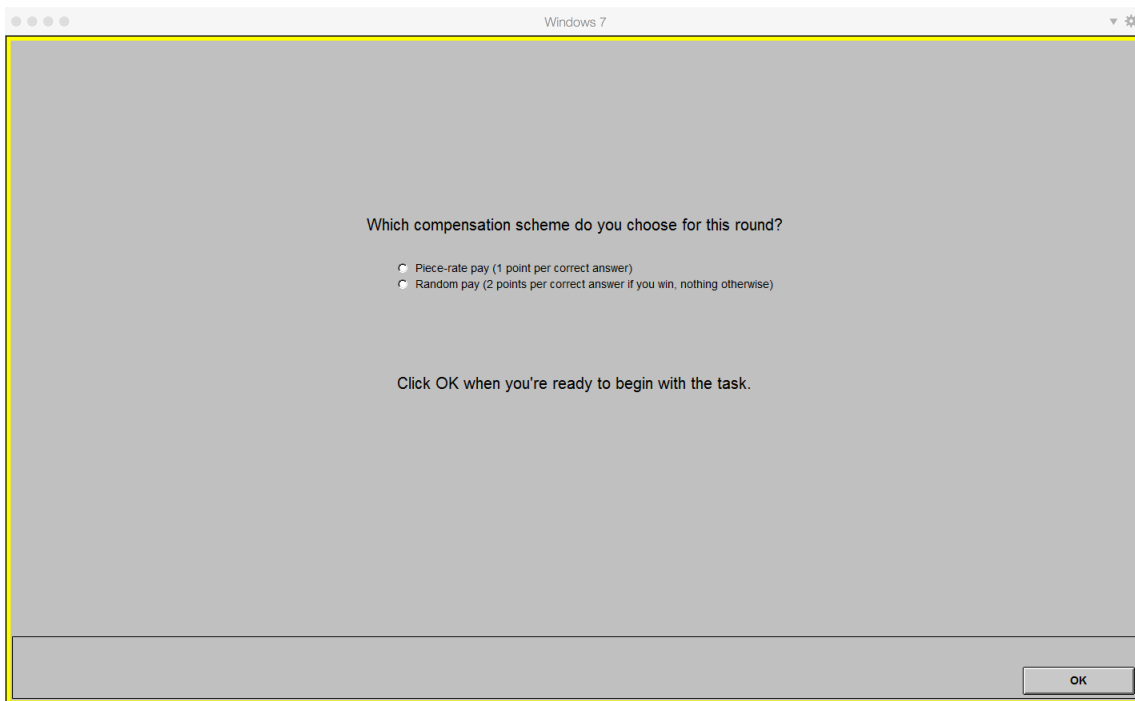 Windows 7
Which compensation scheme do you choose for this round?
Piece-rate pay (1 point per correct answer)
Random pay (2 points per correct answer if you win, nothing otherwise)
Click OK when you're ready to begin with the task.
OK